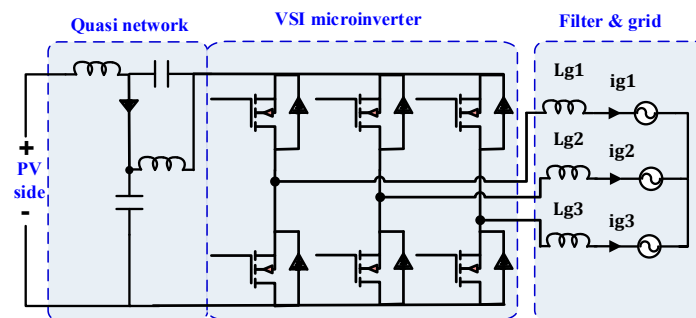 Quasi network
VSI microinverter
Filter & grid
+
PV
side
-
Lg1
ig1
Lg2
ig2
Lg3
ig3